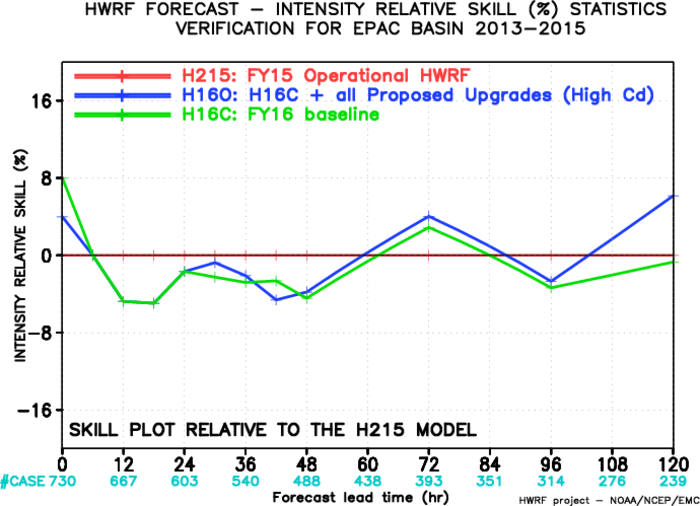 HWRF FORECAST – INTENSITY RELATIVE SKILL (%) STATISTICS
VERIFICATION FOR EPAC BASIN 2013–2015
H215: FY15 Operational HWRF
H16O: H16C + all Proposed Upgrades (High Cd)
H16C: FY16 baseline
INTENSITY RELATIVE SKILL (%)
16
8
0
–8
–16
SKILL PLOT RELATIVE TO THE H215 MODEL
0 12 24 36 48 60 72 84 96 108 120
#CASE 730 667 603 540 488 438 393 351 314 276 239
Forecast lead time (hr)
HWRF project – NOAA/NCEP/EMC